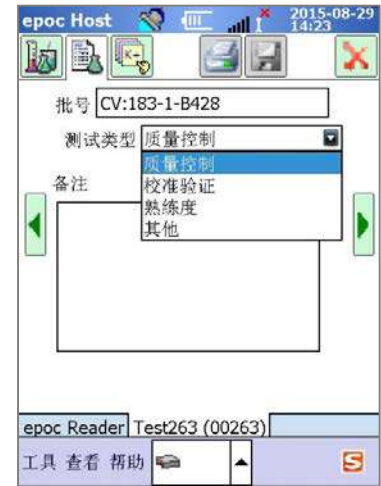 epoc Host
2015-08-29
14:23
K-
批号 CV:183-1-B428
测试类型 质量控制
质量控制
校准验证
熟练度
其他
备注
epoc Reader Test263 (00263)
工具 查看 帮助
S